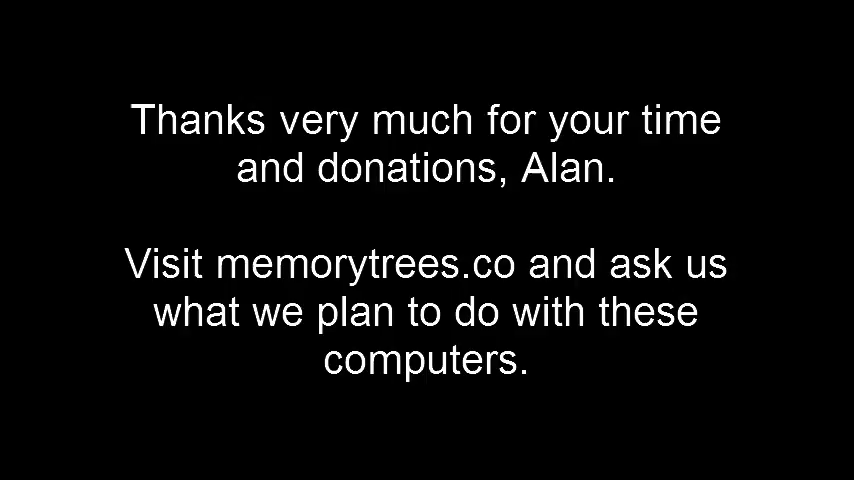 Thanks very much for your time
and donations, Alan.
Visit memorytrees.co and ask us
what we plan to do with these
computers.